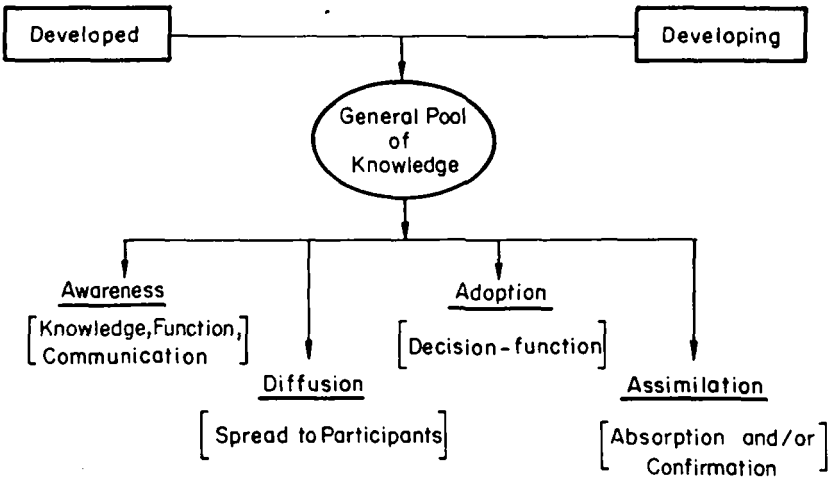 Developed
Developing
General Pool
of
Knowledge
Awareness
[Knowledge, Function,
Communication]
Adoption
[Decision-function]
Diffusion
[Spread to Participants]
Assimilation
[Absorption and/or
Confirmation]